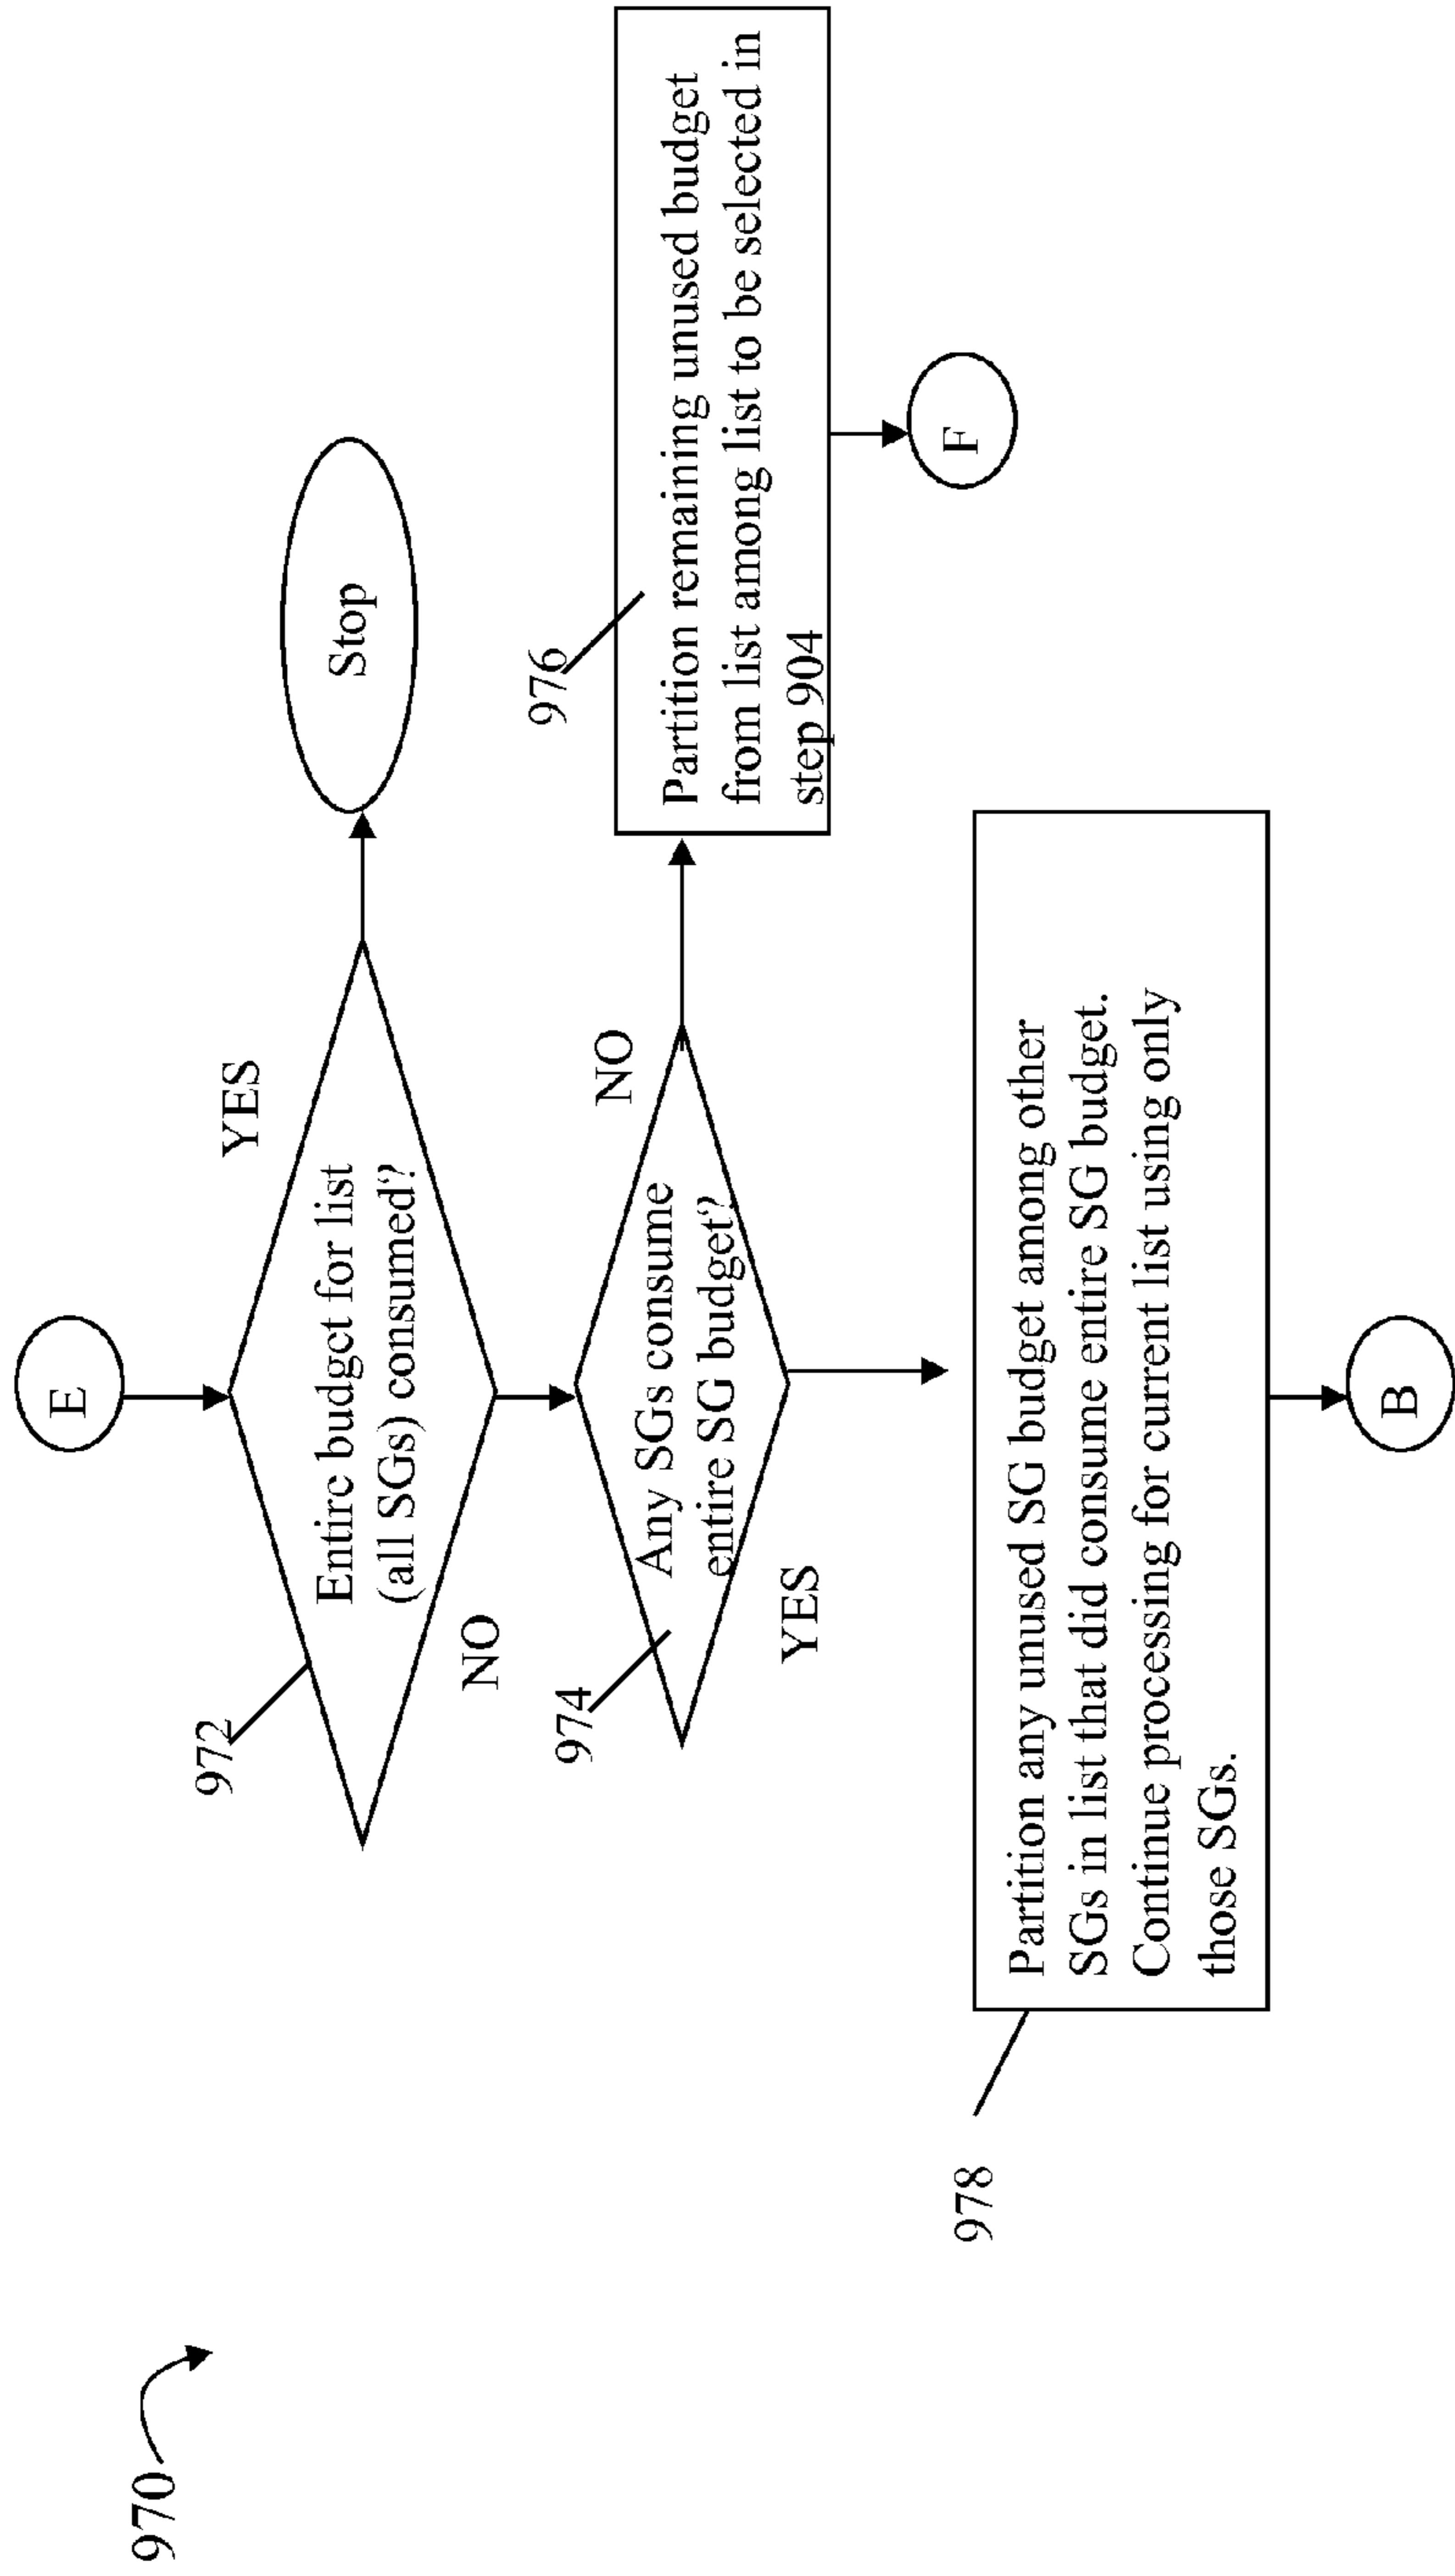 970
E
972
Entire budget for list
(all SGs) consumed?
YES
Stop
NO
974
Any SGs consume
entire SG budget?
NO
976
Partition remaining unused budget
from list among list to be selected in
step 904
F
YES
978
Partition any unused SG budget among other
SGs in list that did consume entire SG budget.
Continue processing for current list using only
those SGs.
B